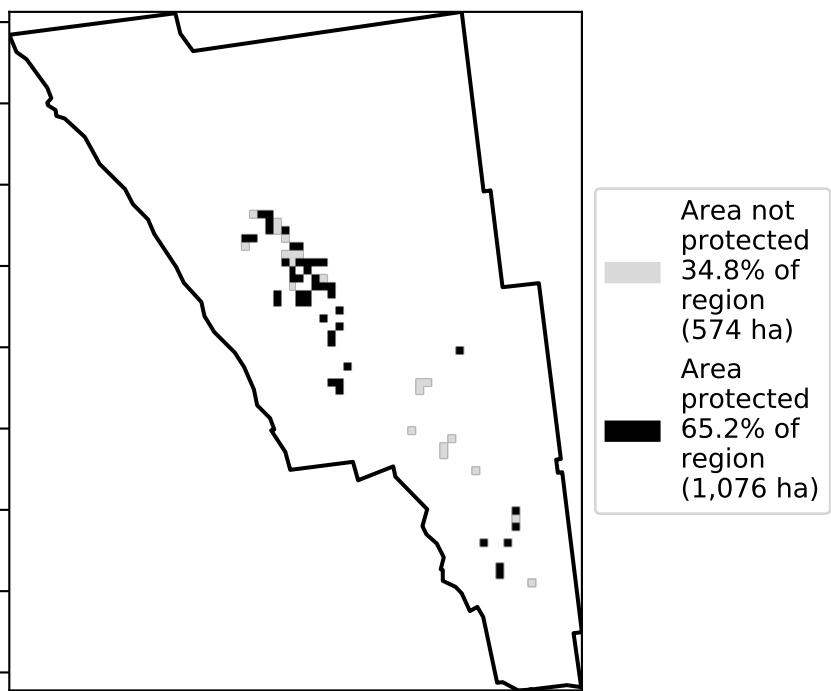 Area not
protected
34.8% of
region
(574 ha)
Area
protected
65.2% of
region
(1,076 ha)